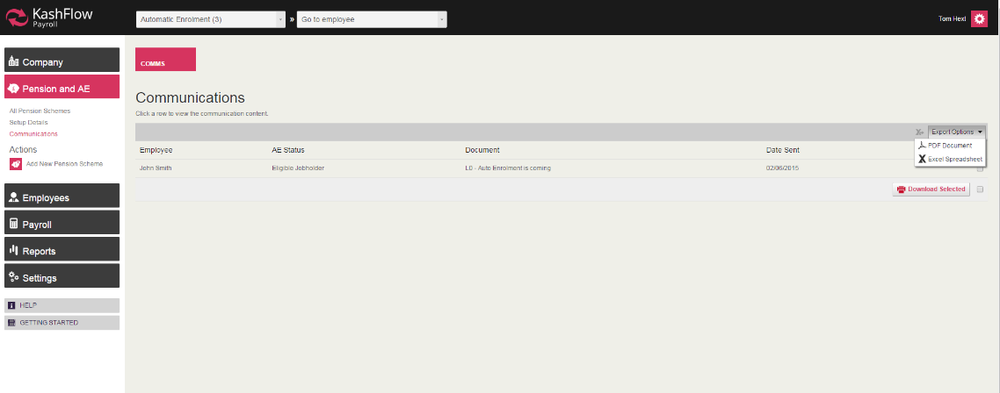 KashFlow
Payroll
Automatic Enrolment (3)
»
Go to employee
Tom Hext
Company
COMMS
Pension and AE
All Pension Schemes
Setup Details
Communications
Actions
Add New Pension Scheme
Employees
Payroll
Reports
Settings
HELP
GETTING STARTED
Communications
Click a row to view the communication content.
Export Options
PDF Document
Excel Spreadsheet
Employee AE Status Document Date Sent
John Smith Eligible Jobholder L0 - Auto Enrolment is coming 02/06/2015
Download Selected